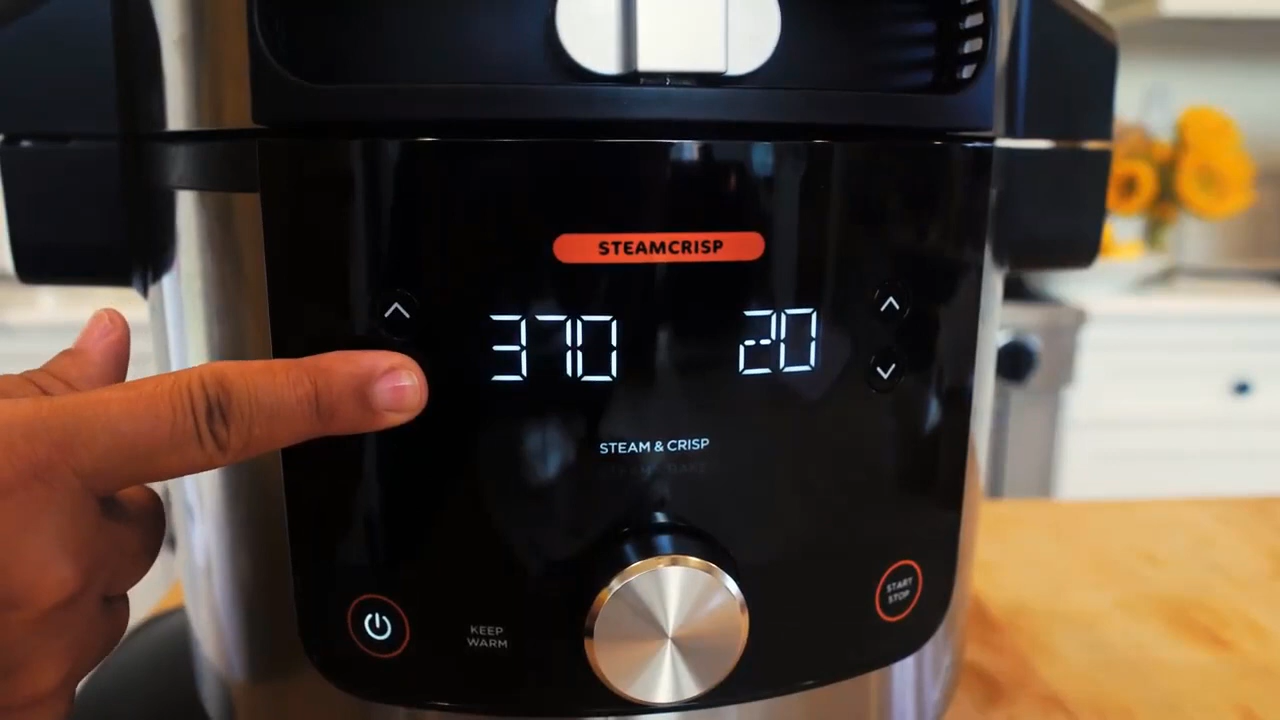 STEAMCRISP
370 20
STEAM & CRISP
KEEP
WARM
START
STOP